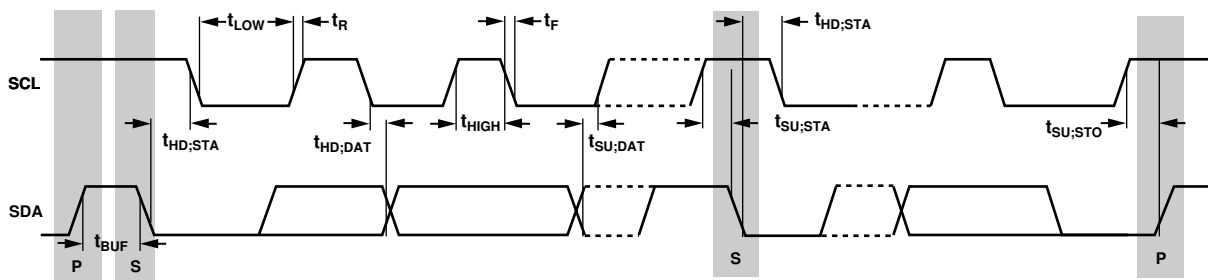 tLOW tR tF tHD;STA
SCL
tHD;STA tHD;DAT tHIGH tSU;DAT tSU;STA tSU;STO
SDA
tBUF
P S S P